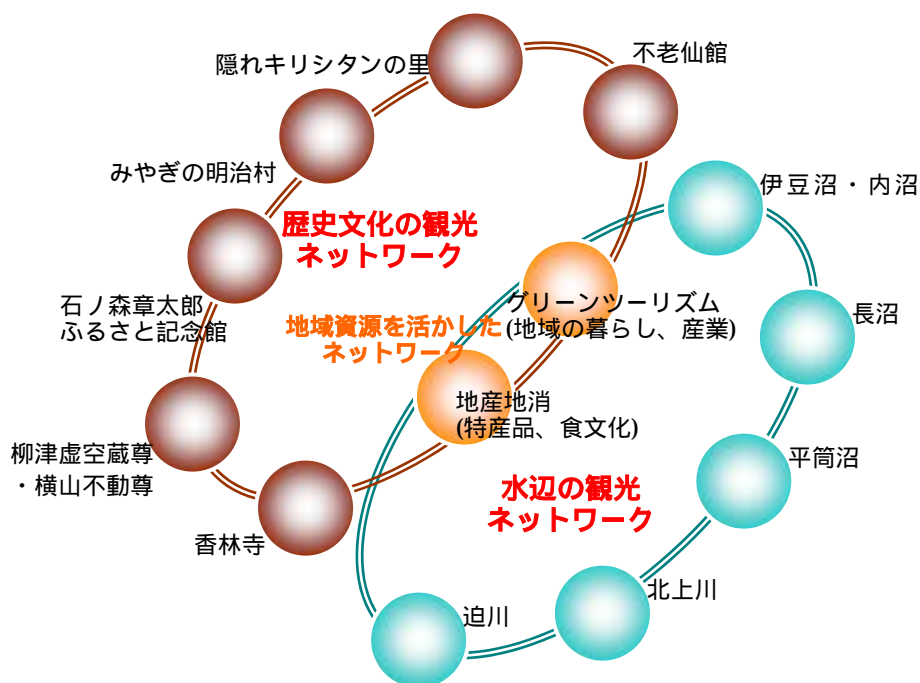 隠れキリシタンの里
不老仙館
みやぎの明治村
伊豆沼・内沼
歴史文化の観光
ネットワーク
石ノ森章太郎
ふるさと記念館
グリーンツーリズム
(地域の暮らし、産業)
長沼
地域資源を活かした
ネットワーク
地産地消
(特産品、食文化)
柳津虚空蔵尊
・横山不動尊
平筒沼
水辺の観光
ネットワーク
香林寺
北上川
迫川